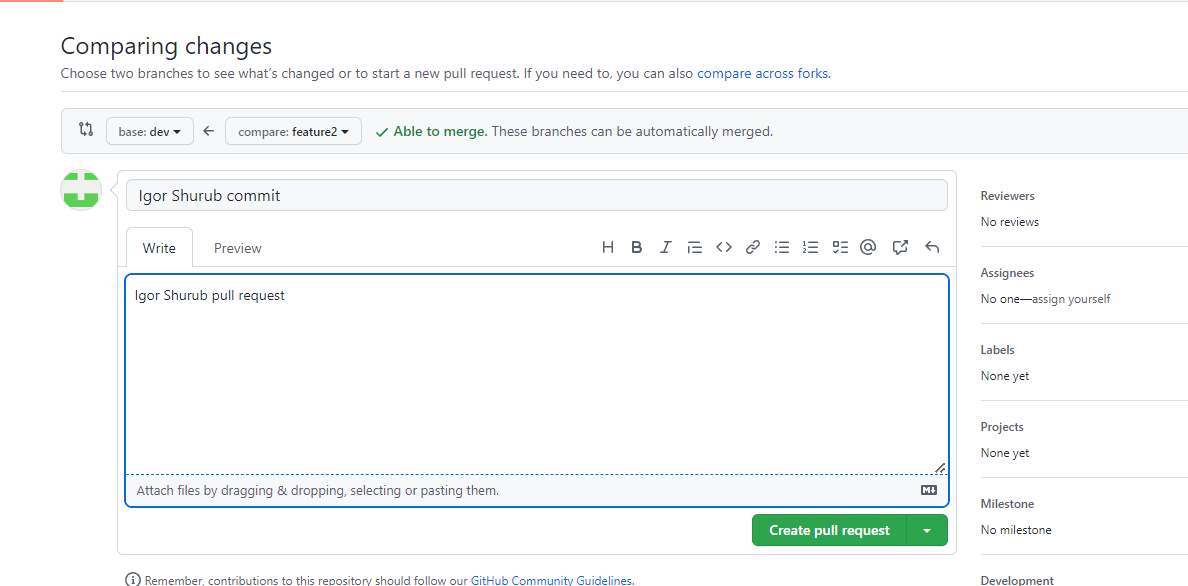 Comparing changes
Choose two branches to see what’s changed or to start a new pull request. If you need to, you can also compare across forks.
base: dev compare: feature2 Able to merge. These branches can be automatically merged.
Igor Shurub commit
Write Preview
Igor Shurub pull request
Attach files by dragging & dropping, selecting or pasting them.
Create pull request
Remember, contributions to this repository should follow our GitHub Community Guidelines.
Reviewers
No reviews
Assignees
No one—assign yourself
Labels
None yet
Projects
None yet
Milestone
No milestone
Development